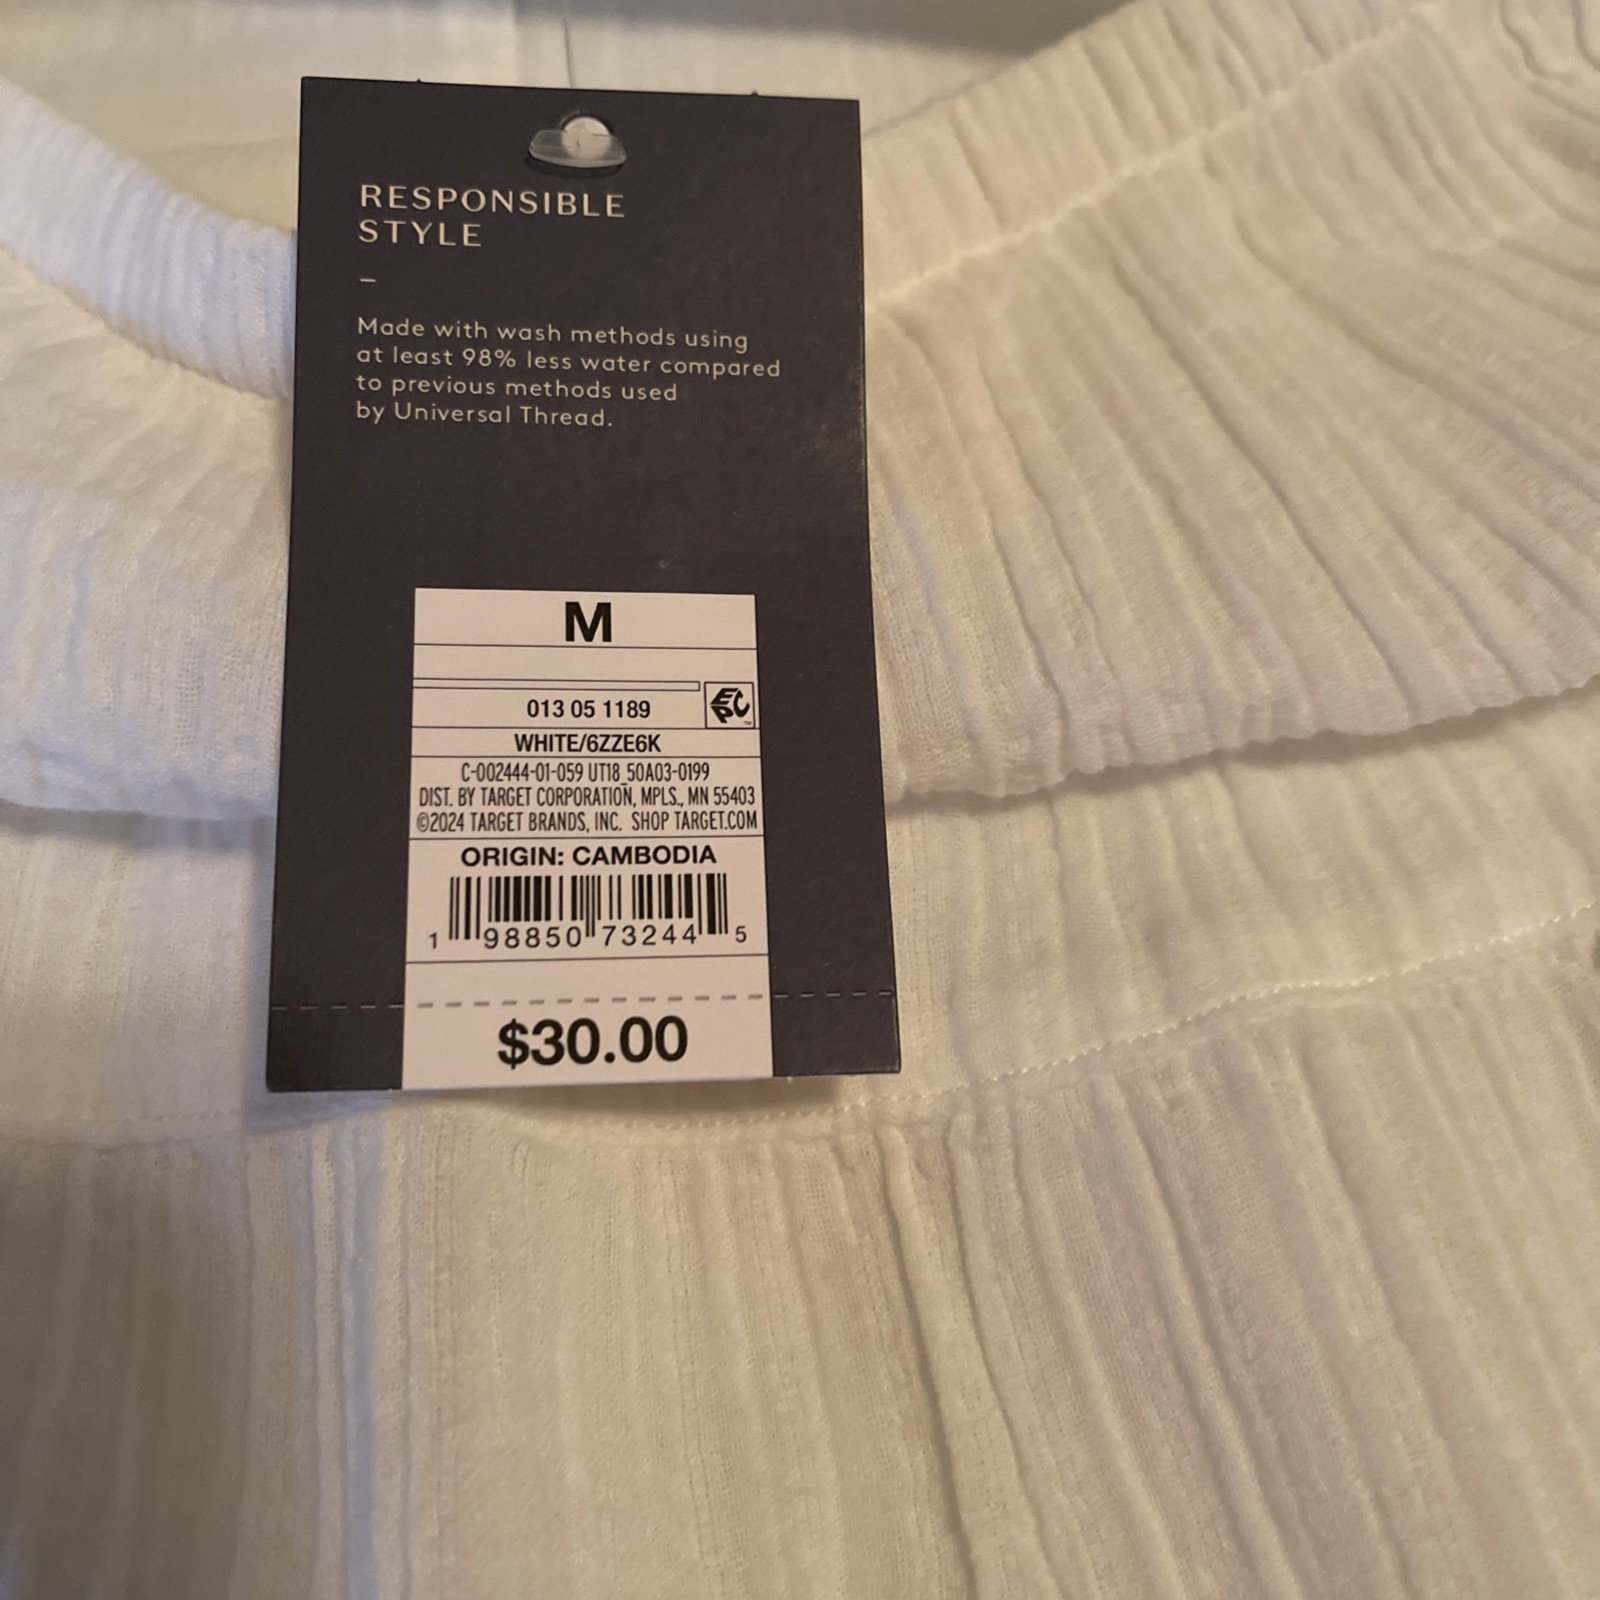 RESPONSIBLE
STYLE
–
Made with wash methods using
at least 98% less water compared
to previous methods used
by Universal Thread.
M
013 05 1189
EPC™
WHITE/6ZZE6K
C-002444-01-059 UT18_50A03-0199
DIST. BY TARGET CORPORATION, MPLS., MN 55403
©2024 TARGET BRANDS, INC. SHOP TARGET.COM
ORIGIN: CAMBODIA
1 98850 73244 5
$30.00